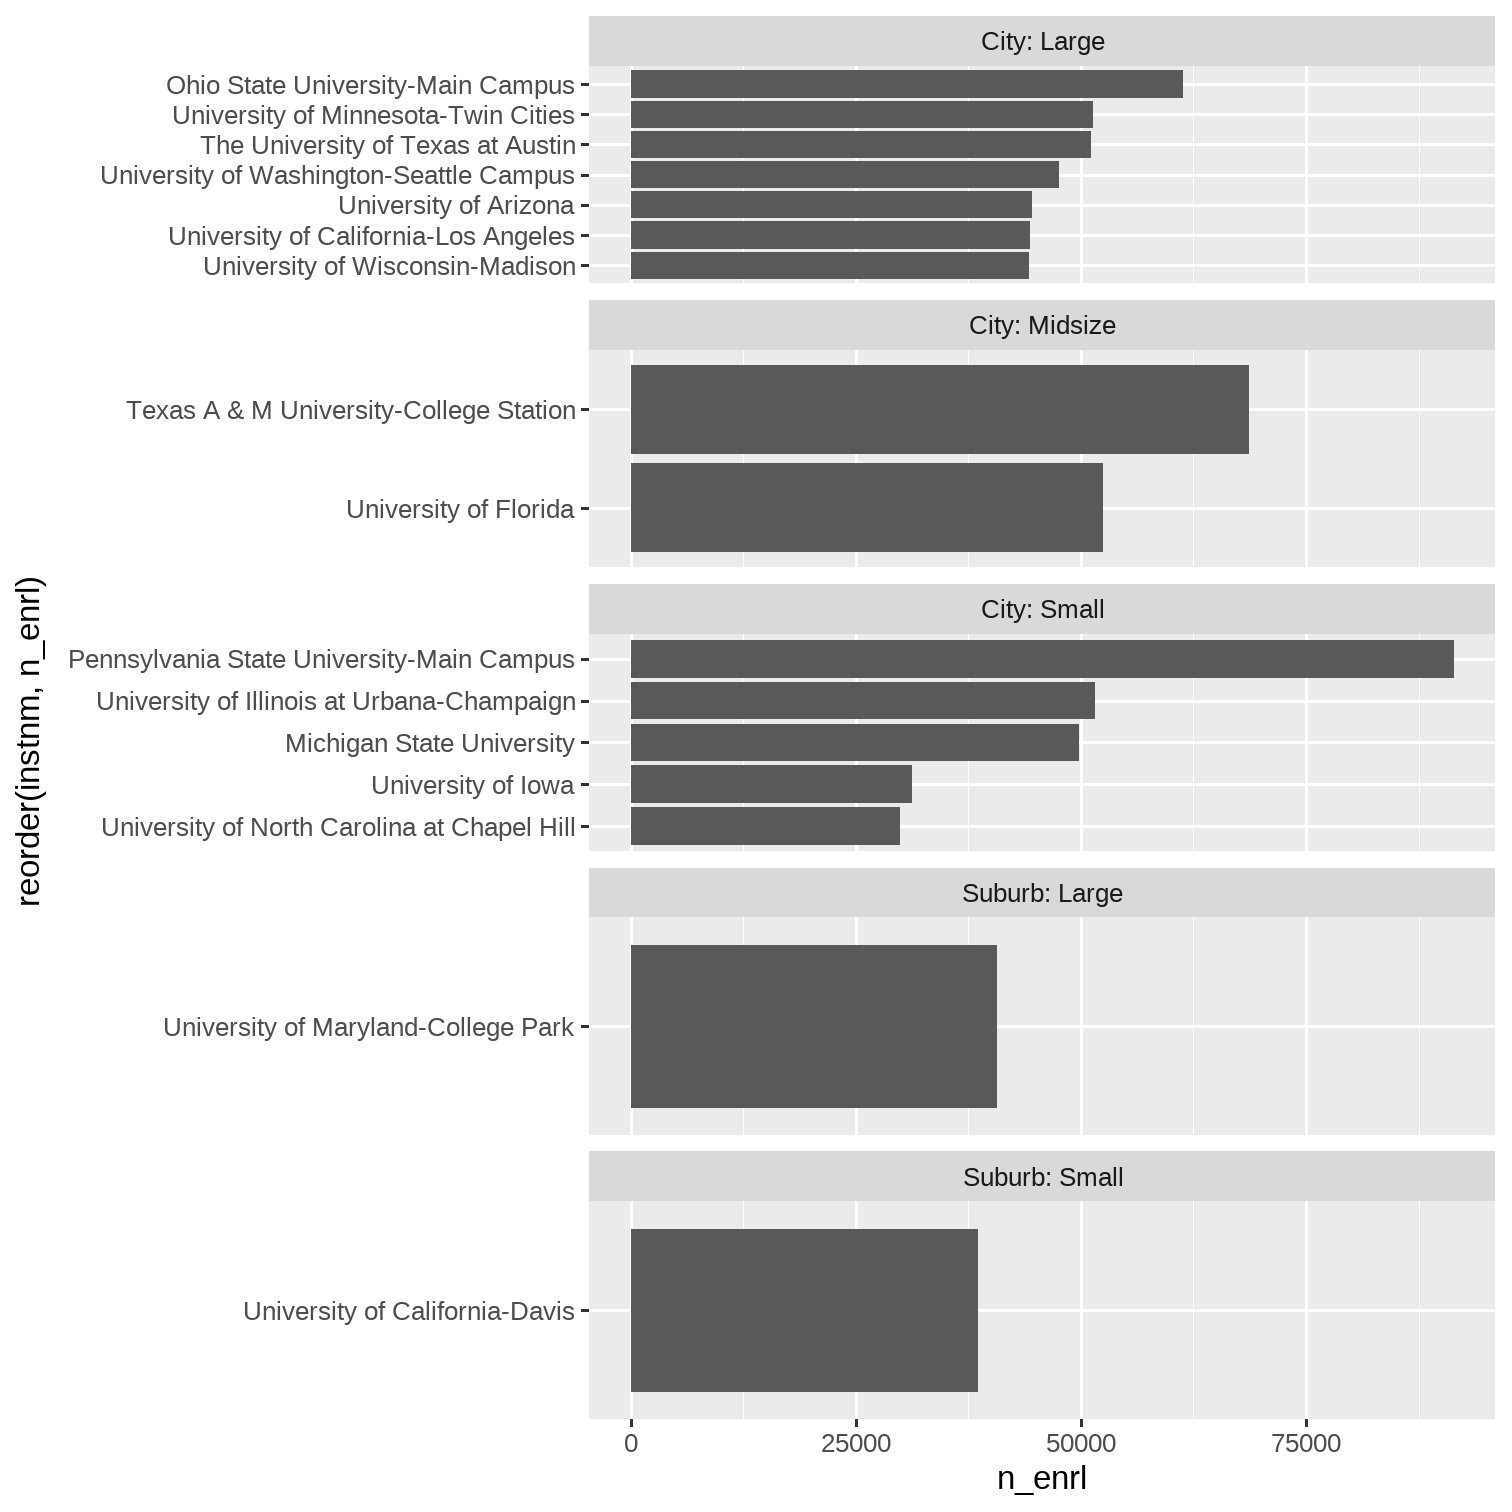 City: Large
Ohio State University-Main Campus
University of Minnesota-Twin Cities
The University of Texas at Austin
University of Washington-Seattle Campus
University of Arizona
University of California-Los Angeles
University of Wisconsin-Madison
City: Midsize
Texas A & M University-College Station
University of Florida
City: Small
Pennsylvania State University-Main Campus
University of Illinois at Urbana-Champaign
Michigan State University
University of Iowa
University of North Carolina at Chapel Hill
Suburb: Large
University of Maryland-College Park
Suburb: Small
University of California-Davis
0 25000 50000 75000
n_enrl
reorder(instnm, n_enrl)